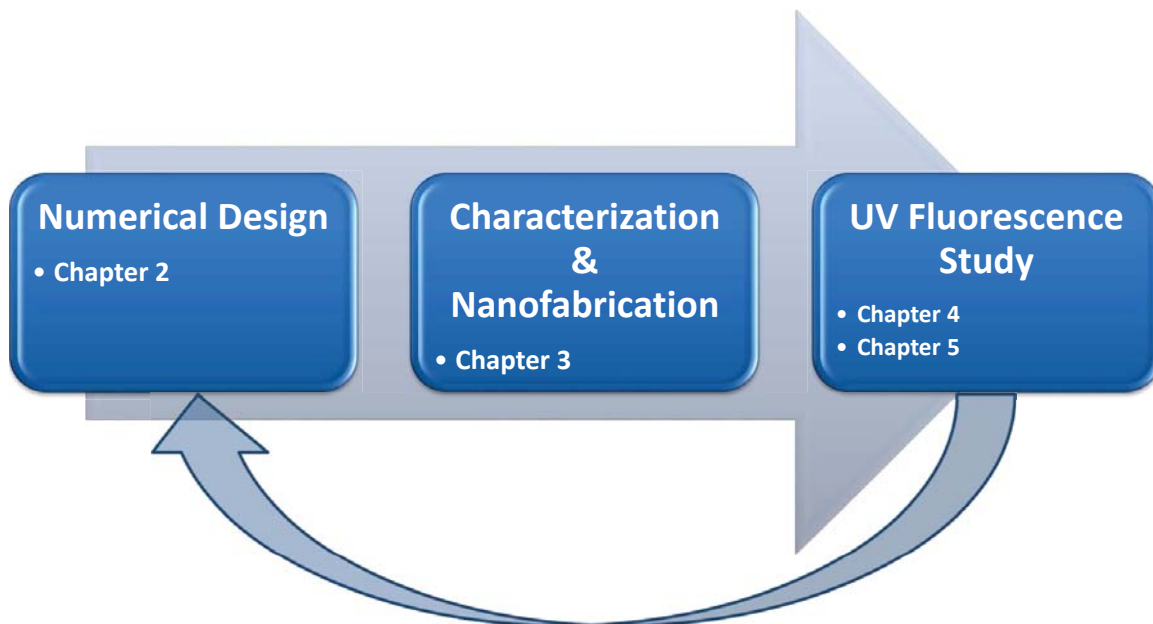 Numerical Design
• Chapter 2
Characterization
&
Nanofabrication
• Chapter 3
UV Fluorescence
Study
• Chapter 4
• Chapter 5